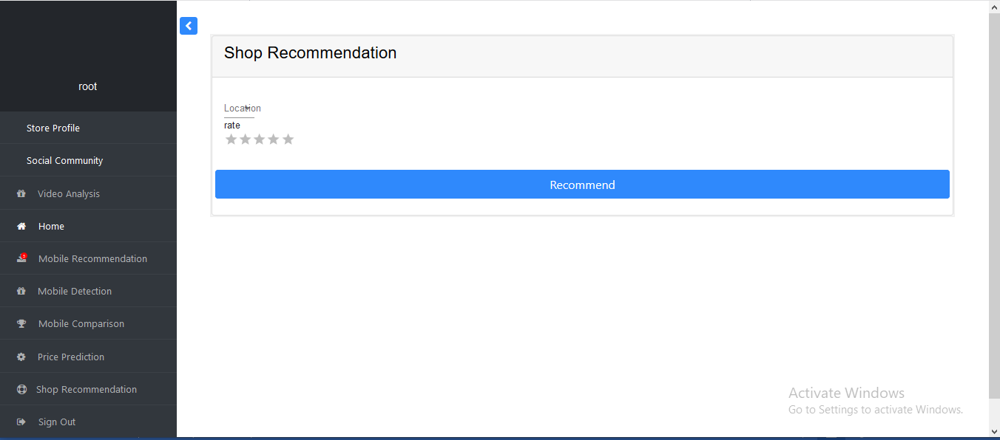 root
Store Profile
Social Community
Video Analysis
Home
Mobile Recommendation
Mobile Detection
Mobile Comparison
Price Prediction
Shop Recommendation
Sign Out
Shop Recommendation
Location
rate
Recommend
Activate Windows
Go to Settings to activate Windows.